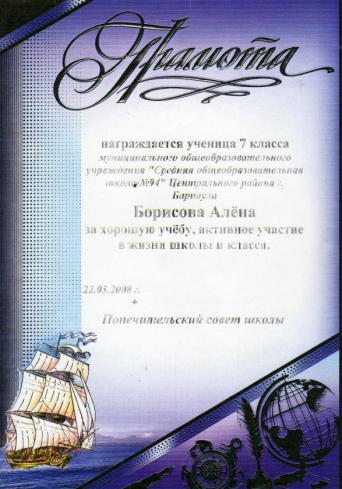 Грамота
награждается ученица 7 класса
муниципального общеобразовательного
учреждения "Средняя общеобразовательная
школа №94" Центрального района г.
Барнаула
Борисова Алёна
за хорошую учёбу, активное участие
в жизни школы и класса.
22.03.2008 г.
Попечительский совет школы